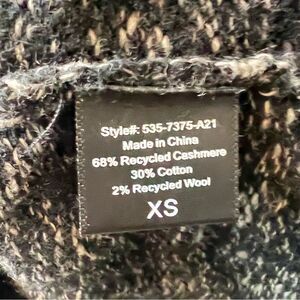 Style#: 535-7375-A21
Made in China
68% Recycled Cashmere
30% Cotton
2% Recycled Wool
XS